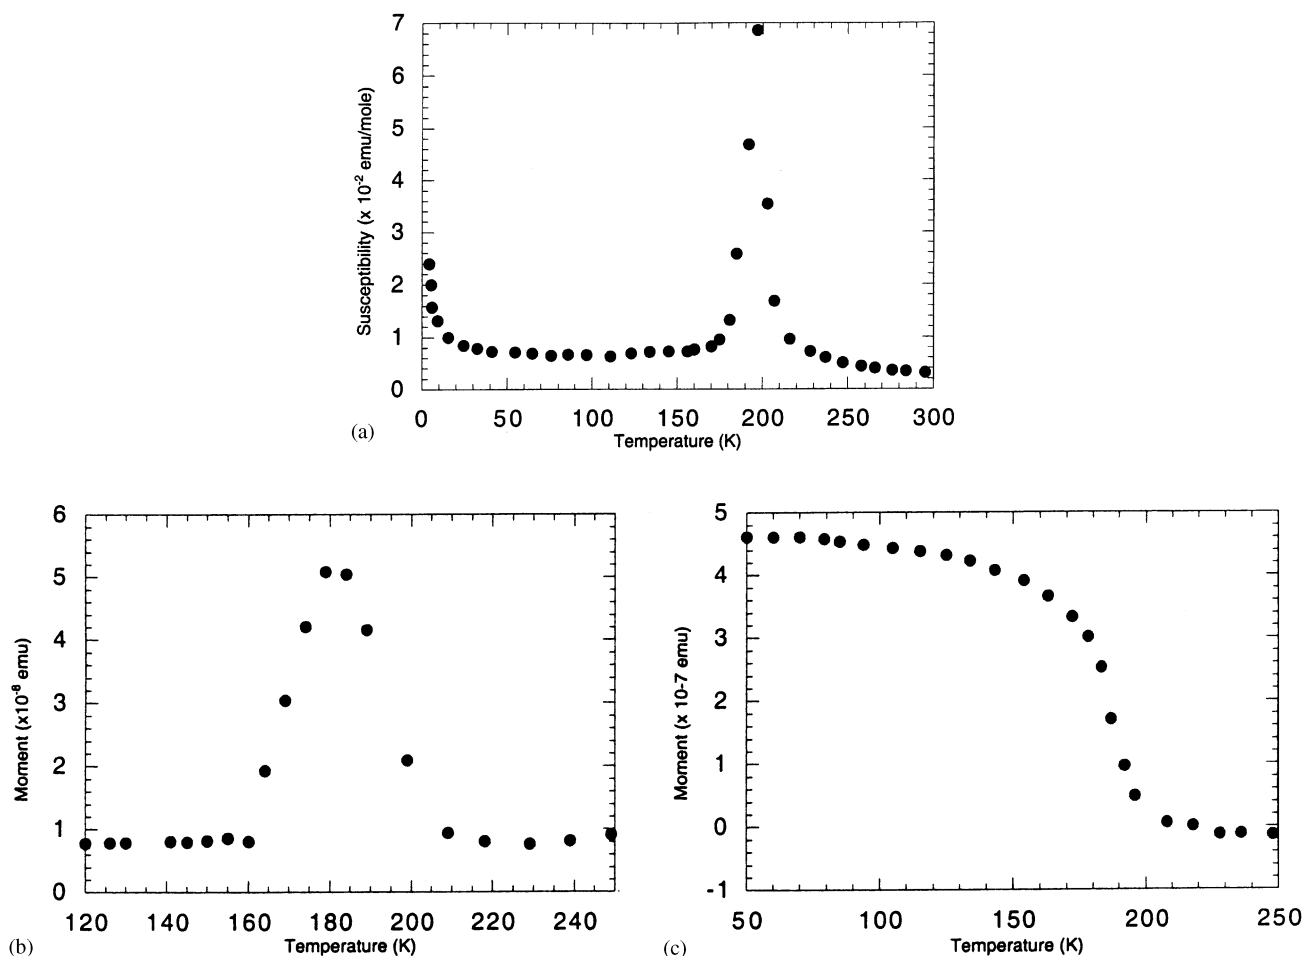 7
6
5
4
3
2
1
0
Susceptibility (x 10-2 emu/mole)
0 50 100 150 200 250 300
Temperature (K)
(a)
6
5
4
3
2
1
0
Moment (x10-8 emu)
120 140 160 180 200 220 240
Temperature (K)
(b)
5
4
3
2
1
0
-1
Moment (x 10-7 emu)
50 100 150 200 250
Temperature (K)
(c)